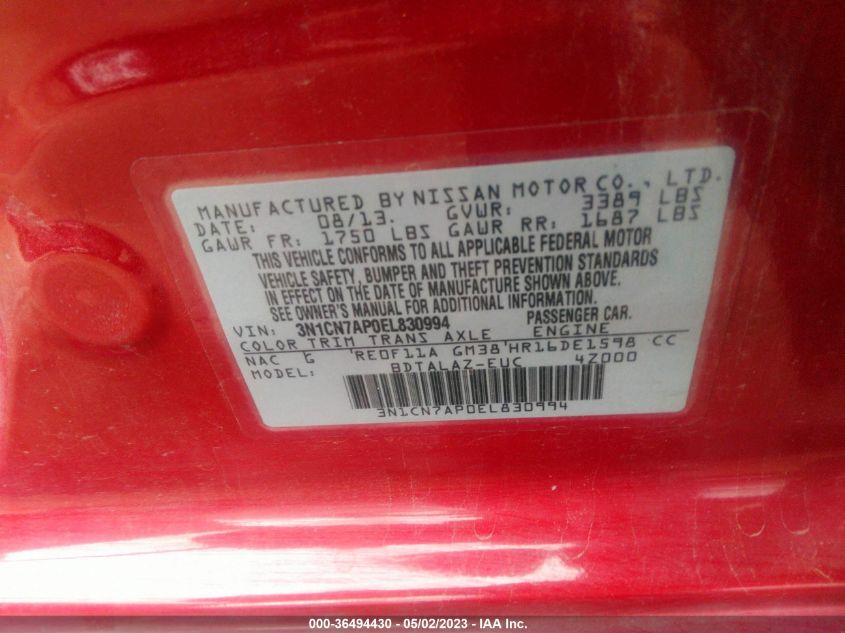 MANUFACTURED BY NISSAN MOTOR CO., LTD.
DATE: 08/13. GVWR: 3389 LBS
GAWR FR: 1750 LBS GAWR RR: 1687 LBS
THIS VEHICLE CONFORMS TO ALL APPLICABLE FEDERAL MOTOR
VEHICLE SAFETY, BUMPER AND THEFT PREVENTION STANDARDS
IN EFFECT ON THE DATE OF MANUFACTURE SHOWN ABOVE.
SEE OWNER'S MANUAL FOR ADDITIONAL INFORMATION.
VIN: 3N1CN7AP0EL830994 PASSENGER CAR.
COLOR TRIM TRANS AXLE ENGINE
NAC G 'RE0F11A GM38'HR16DE1598 CC
MODEL: BDTALAZ-EUC 4Z000
3N1CN7AP0EL830994
000-36494430 - 05/02/2023 - IAA Inc.